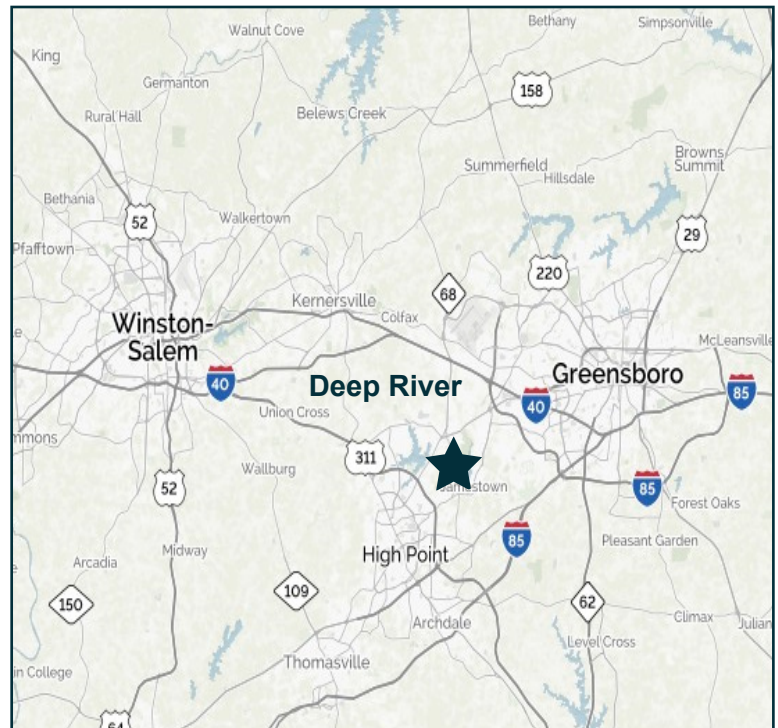 Bethany
Simpsonville
Walnut Cove
King
Germanton
158
Rural Hall
Belews Creek
Browns
Summit
Summerfield
Hillsdale
Bethania
52
Walkertown
29
Pfafftown
220
68
Kernersville
Colfax
Winston-
Salem
McLeansville
Greensboro
40
Deep River
85
40
Union Cross
mmons
311
Wallburg
52
Jamestown
85
Forest Oaks
85
Pleasant Garden
High Point
Midway
Arcadia
109
150
62
Climax
Julian
Archdale
Level Cross
Thomasville
in College
64